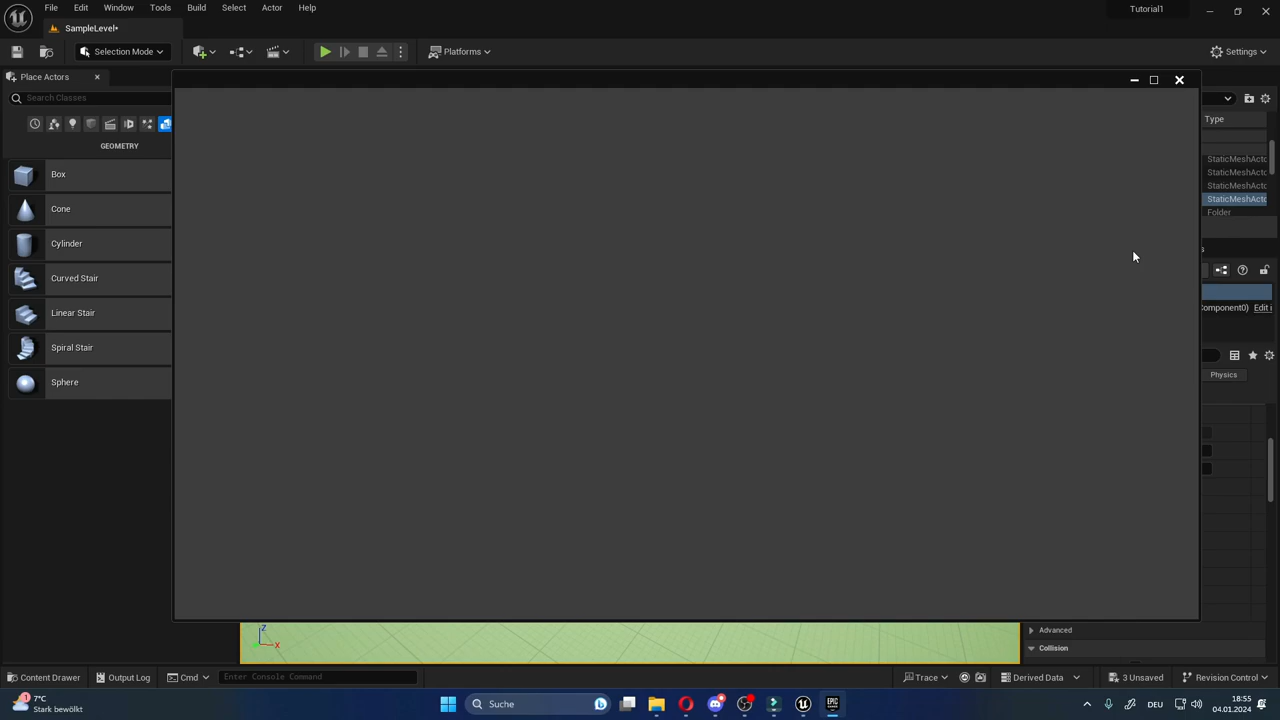 File Edit Window Tools Build Select Actor Help
Tutorial1
SampleLevel•
Selection Mode
Platforms
Settings
Place Actors
Search Classes
Type
GEOMETRY
Box
Cone
Cylinder
Curved Stair
Linear Stair
Spiral Stair
Sphere
StaticMeshActo
StaticMeshActo
StaticMeshActo
StaticMeshActo
Folder
s
Component0) Edit i
Physics
Z
X
Advanced
Collision
Content Drawer Output Log Cmd Enter Console Command
Trace Derived Data 3 Unsaved Revision Control
1
7°C
Stark bewölkt
Suche
EPIC GAMES
DEU
18:55
04.01.2024